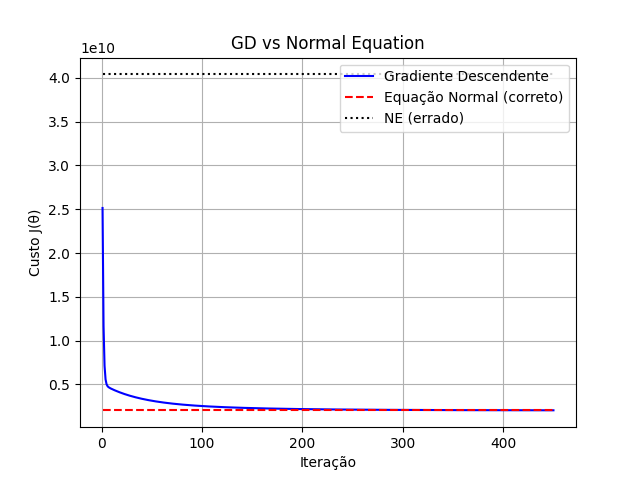 GD vs Normal Equation
1e10
Gradiente Descendente
Equação Normal (correto)
NE (errado)
4.0
3.5
3.0
2.5
2.0
1.5
1.0
0.5
Custo J(θ)
0 100 200 300 400
Iteração